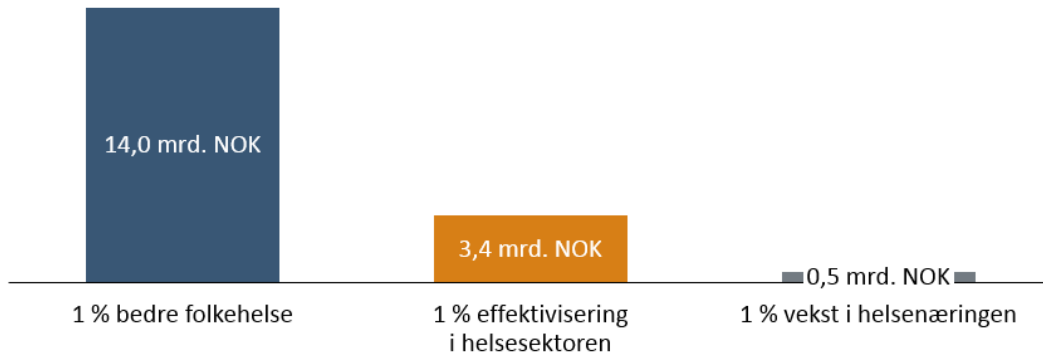 14,0 mrd. NOK
3,4 mrd. NOK
0,5 mrd. NOK
1 % bedre folkehelse
1 % effektivisering
i helsesektoren
1 % vekst i helsenæringen